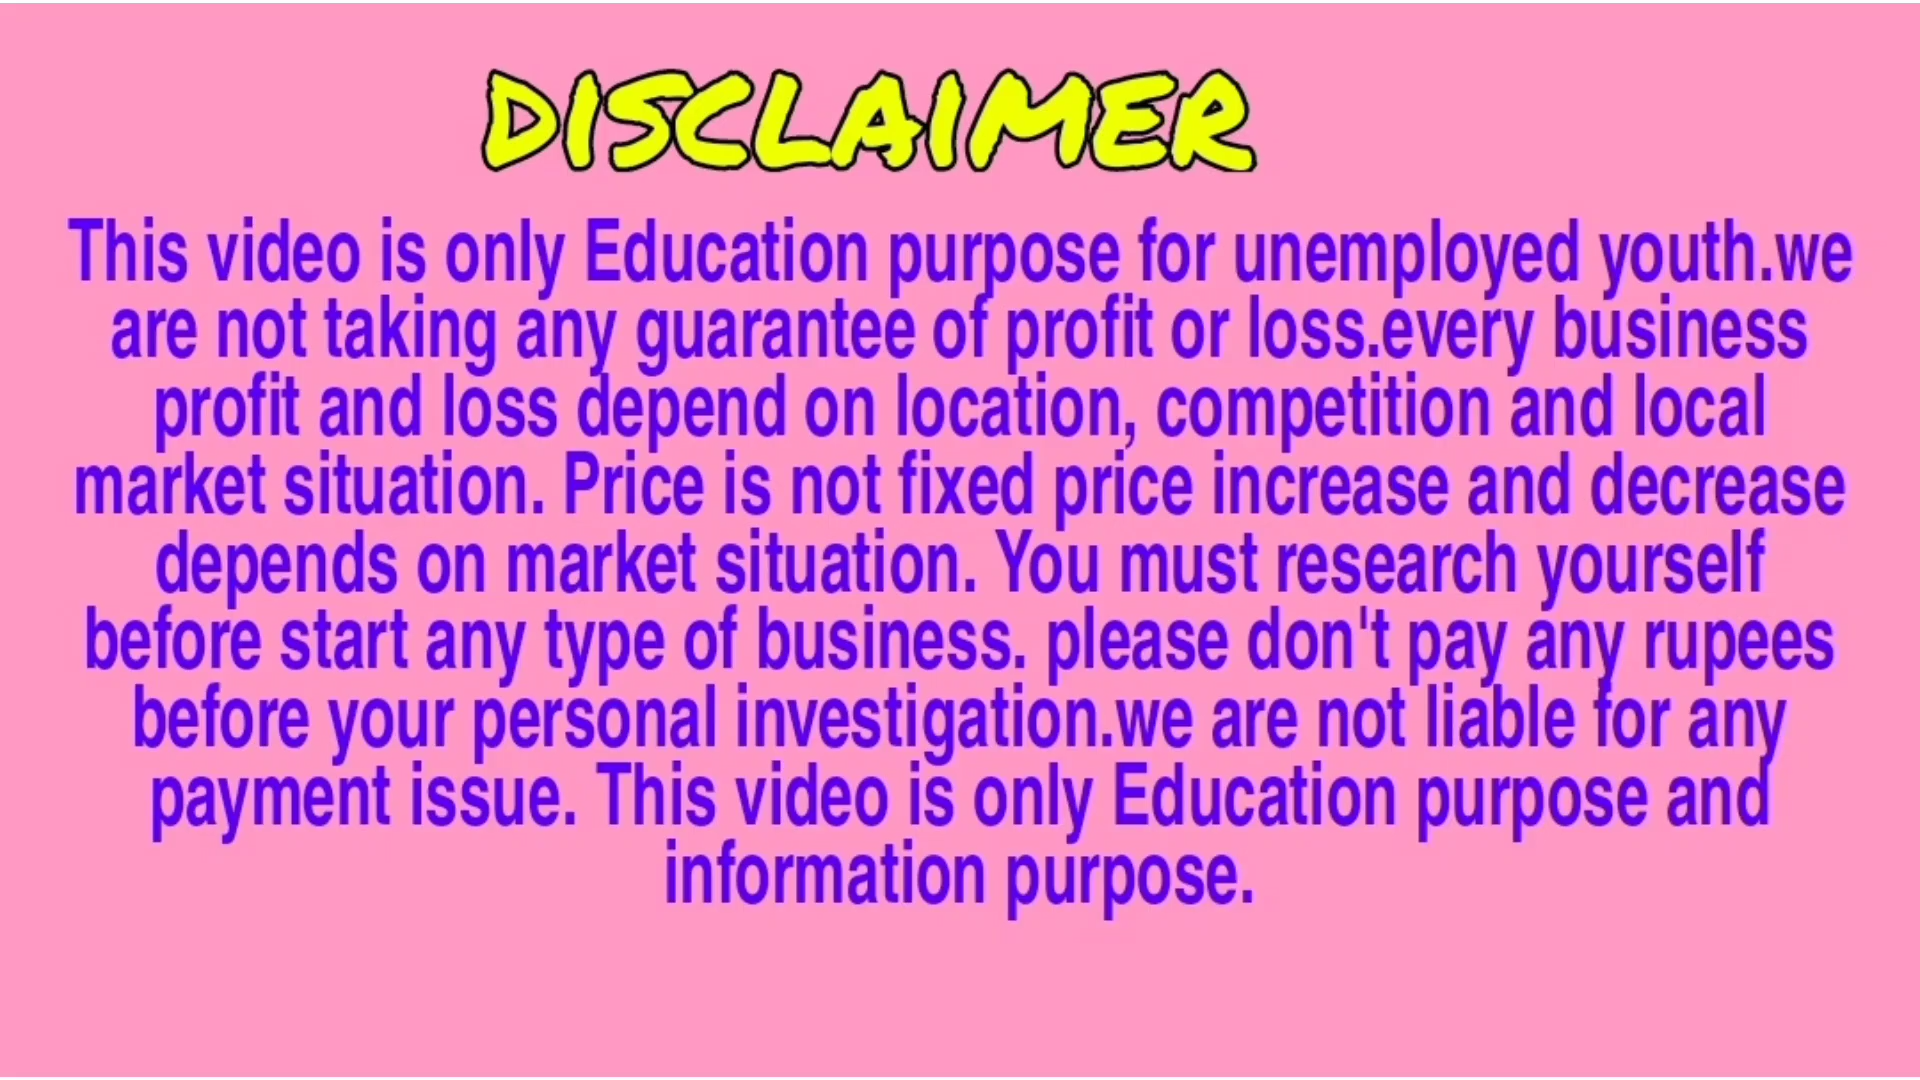 DISCLAIMER
This video is only Education purpose for unemployed youth.we
are not taking any guarantee of profit or loss.every business
profit and loss depend on location, competition and local
market situation. Price is not fixed price increase and decrease
depends on market situation. You must research yourself
before start any type of business. please don't pay any rupees
before your personal investigation.we are not liable for any
payment issue. This video is only Education purpose and
information purpose.